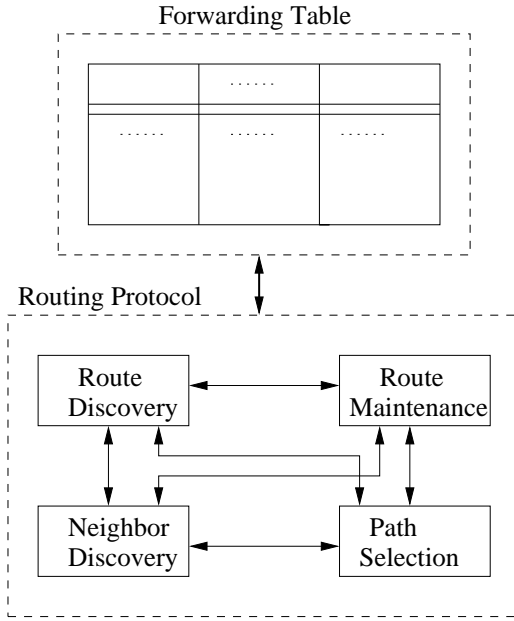 Forwarding Table
......
...... ...... ......
Routing Protocol
Route
Discovery
Route
Maintenance
Neighbor
Discovery
Path
Selection